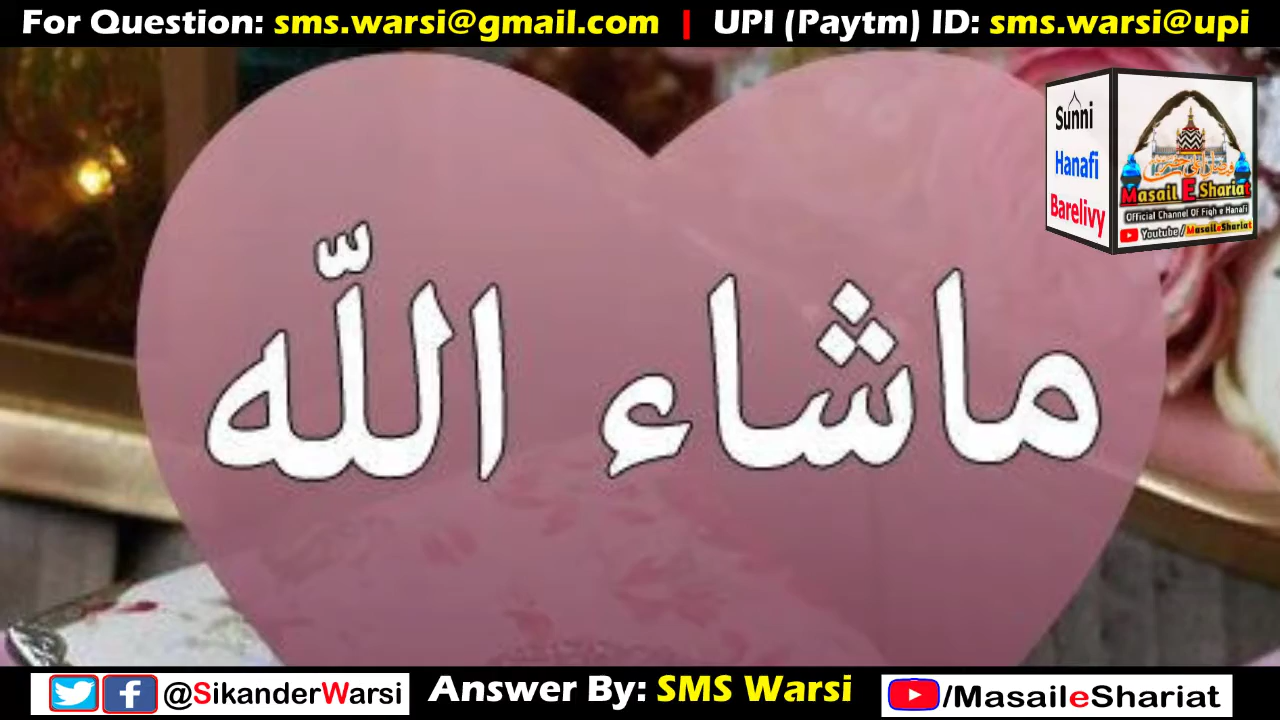 For Question: sms.warsi@gmail.com | UPI (Paytm) ID: sms.warsi@upi
Sunni
Hanafi
Barelivy
Masail E Shariat
Official Channel Of Fiqh e Hanafi
Youtube / MasaileShariat
ماشاء اللّه
@SikanderWarsi
Answer By: SMS Warsi
/MasaileShariat